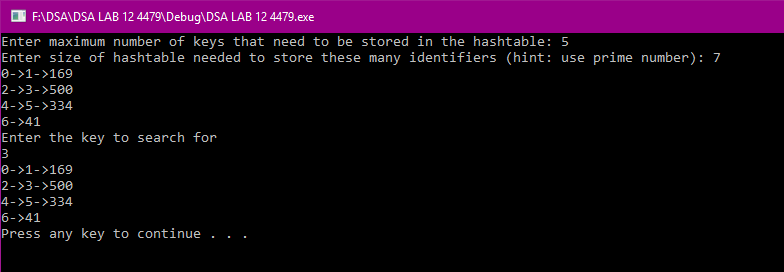 F:\DSA\DSA LAB 12 4479\Debug\DSA LAB 12 4479.exe
Enter maximum number of keys that need to be stored in the hashtable: 5
Enter size of hashtable needed to store these many identifiers (hint: use prime number): 7
0->1->169
2->3->500
4->5->334
6->41
Enter the key to search for
3
0->1->169
2->3->500
4->5->334
6->41
Press any key to continue . . .